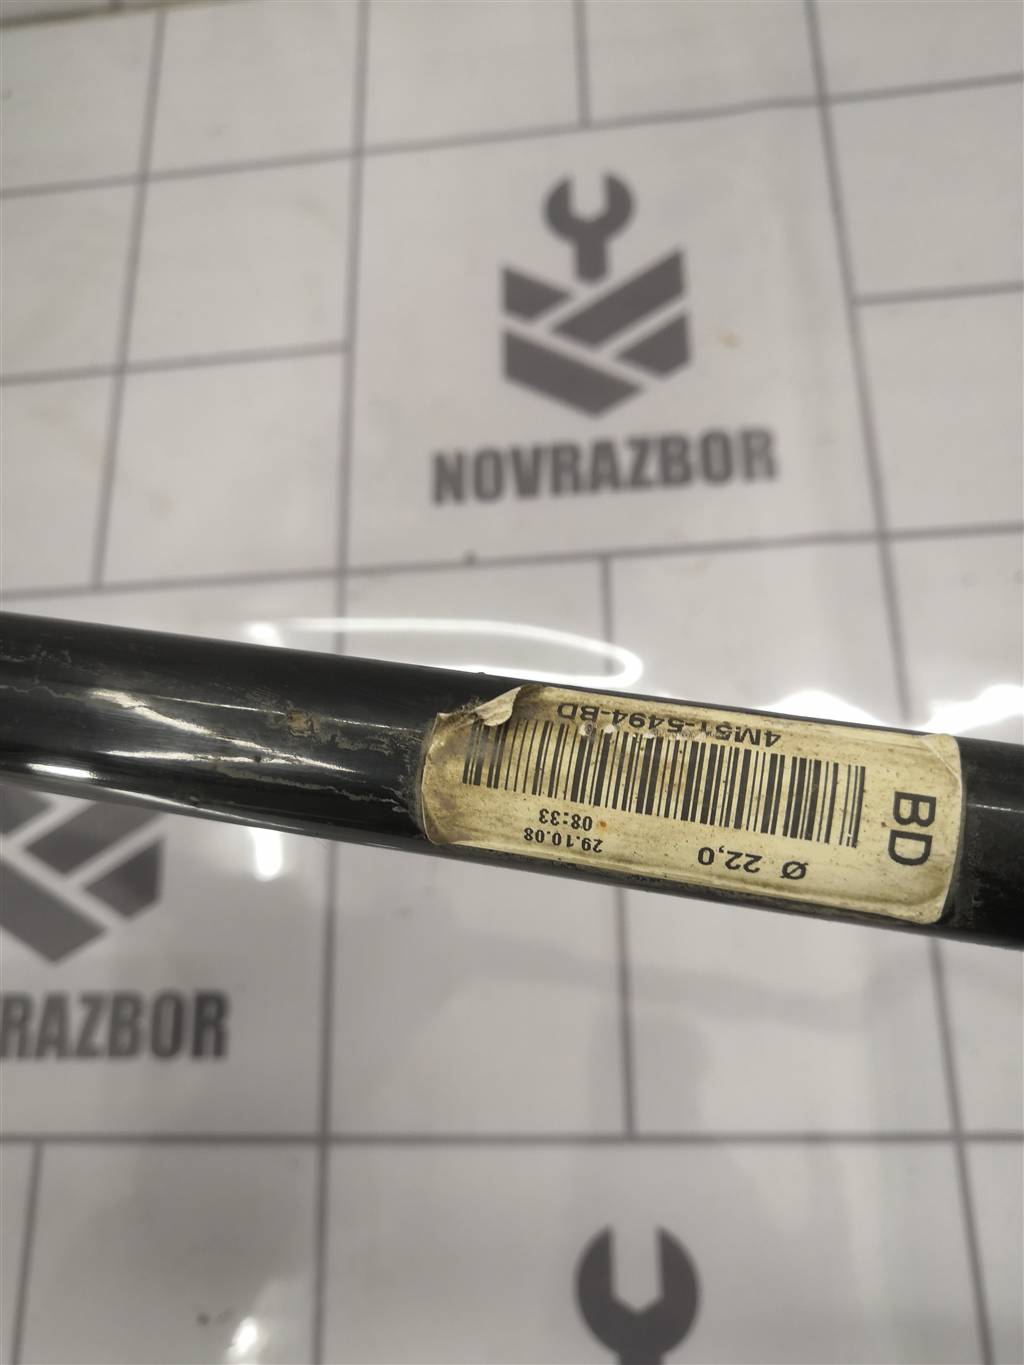 NOVRAZBOR
4M51-5494-BD
29.10.08
08:33
Ø 22,0
BD
RAZBOR